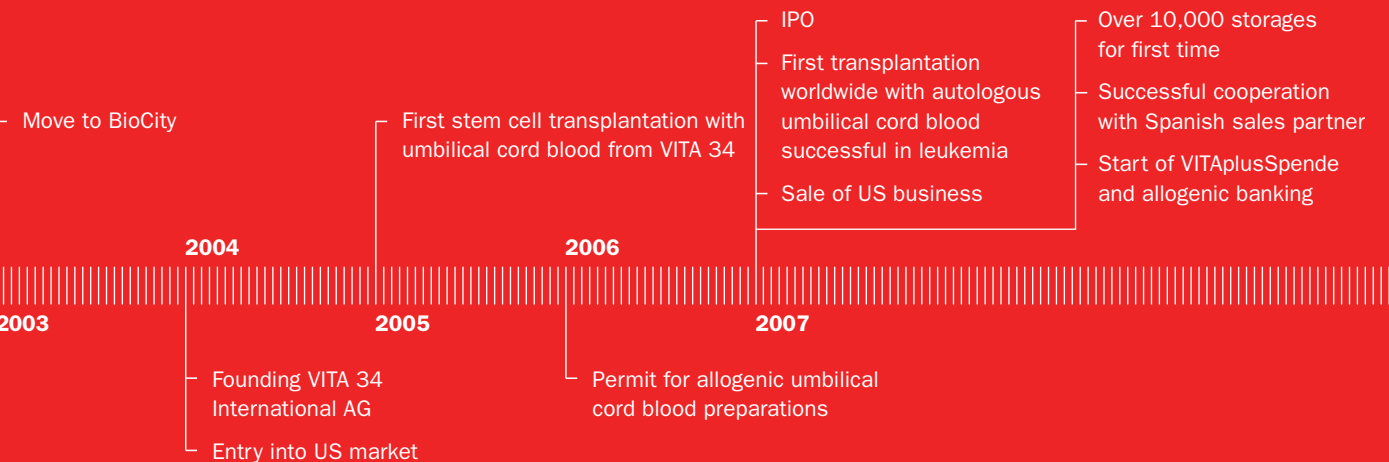 Move to BioCity
2003
2004
Founding VITA 34
International AG
Entry into US market
First stem cell transplantation with
umbilical cord blood from VITA 34
2005
2006
Permit for allogenic umbilical
cord blood preparations
IPO
First transplantation
worldwide with autologous
umbilical cord blood
successful in leukemia
Sale of US business
2007
Over 10,000 storages
for first time
Successful cooperation
with Spanish sales partner
Start of VITAplusSpende
and allogenic banking